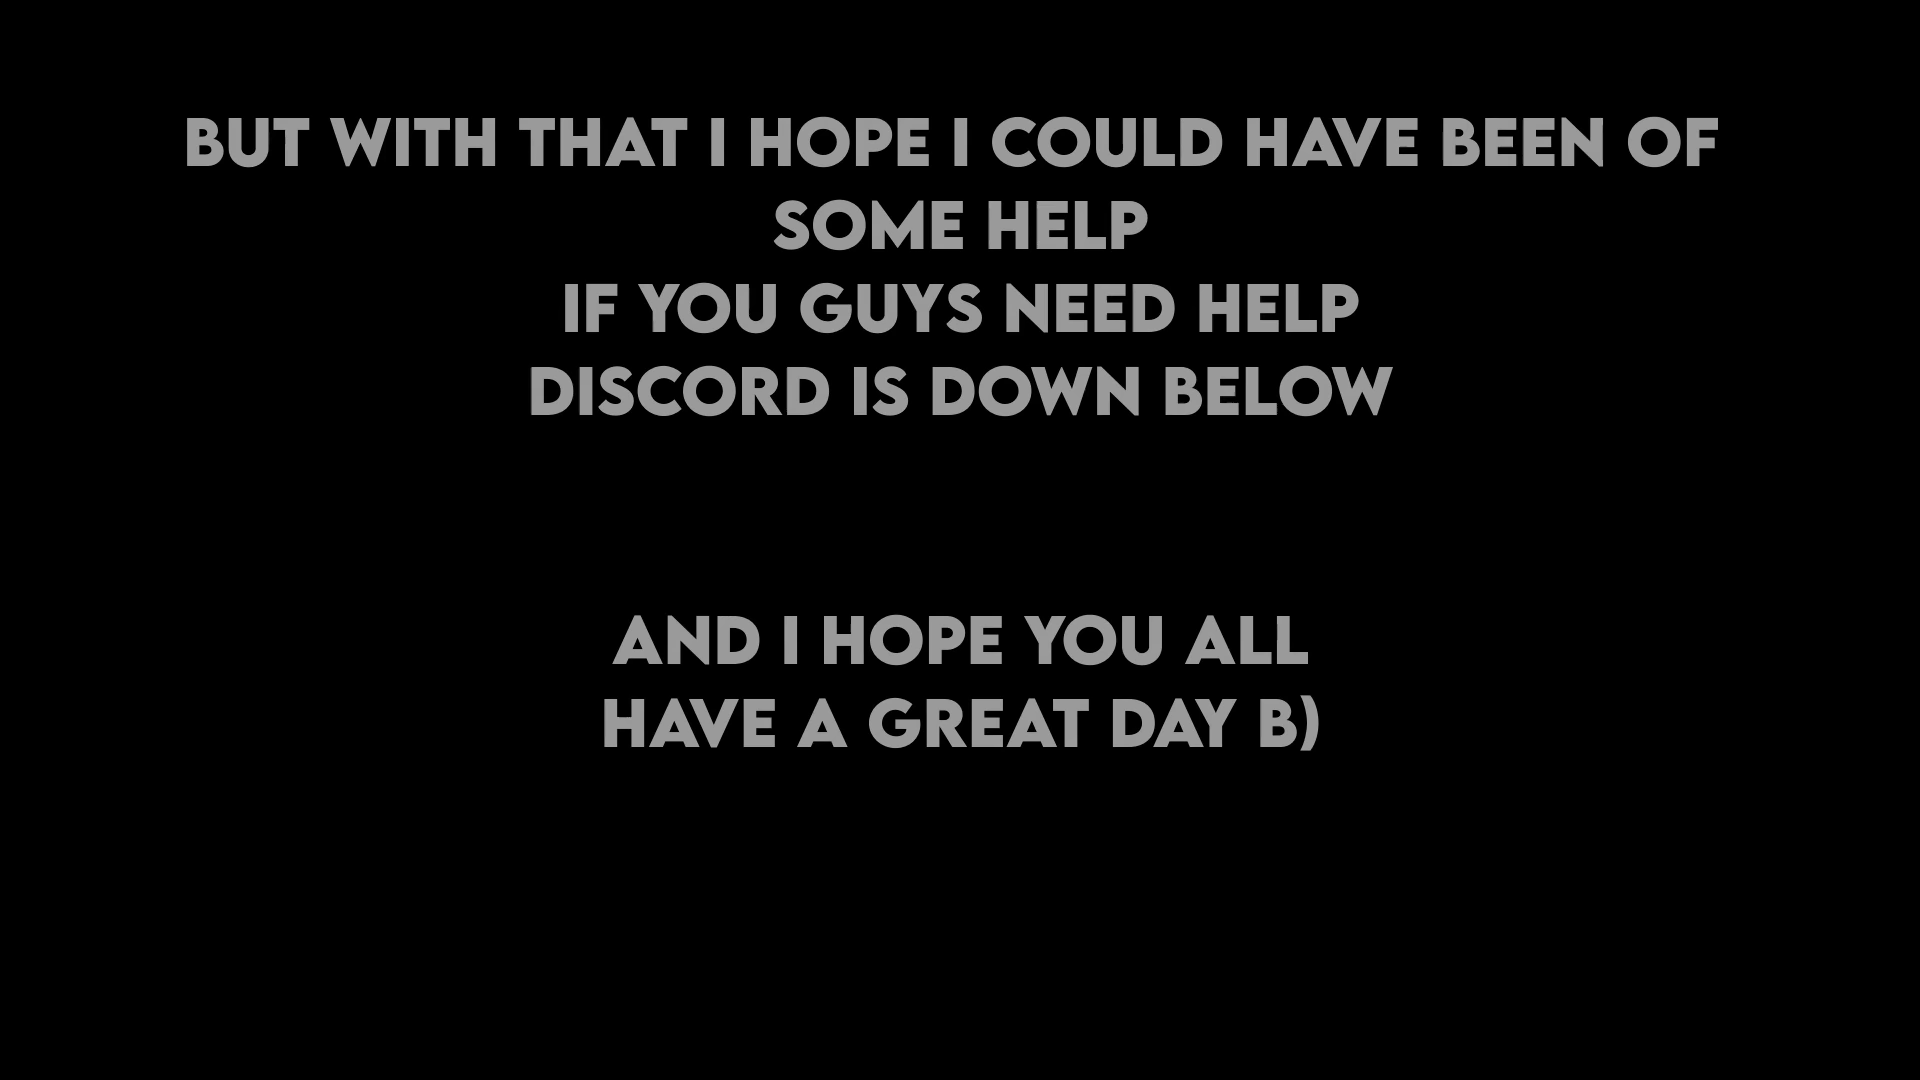 BUT WITH THAT I HOPE I COULD HAVE BEEN OF
SOME HELP
IF YOU GUYS NEED HELP
DISCORD IS DOWN BELOW
AND I HOPE YOU ALL
HAVE A GREAT DAY B)